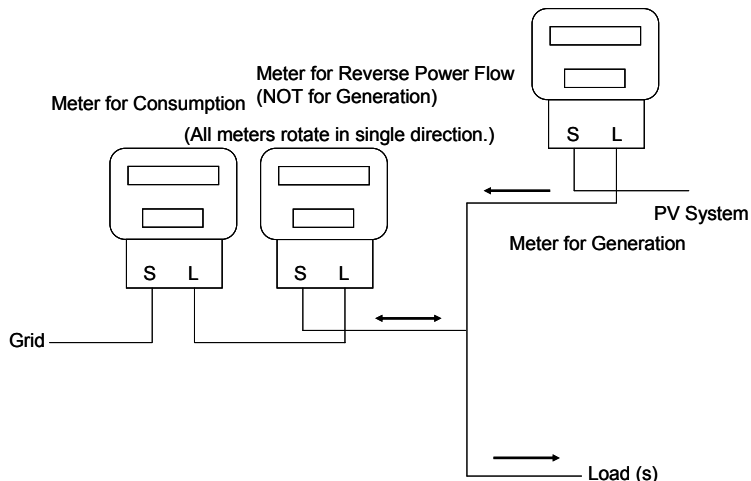 Meter for Reverse Power Flow
(NOT for Generation)
Meter for Consumption
(All meters rotate in single direction.)
S L
PV System
Meter for Generation
S L
S L
Grid
Load (s)